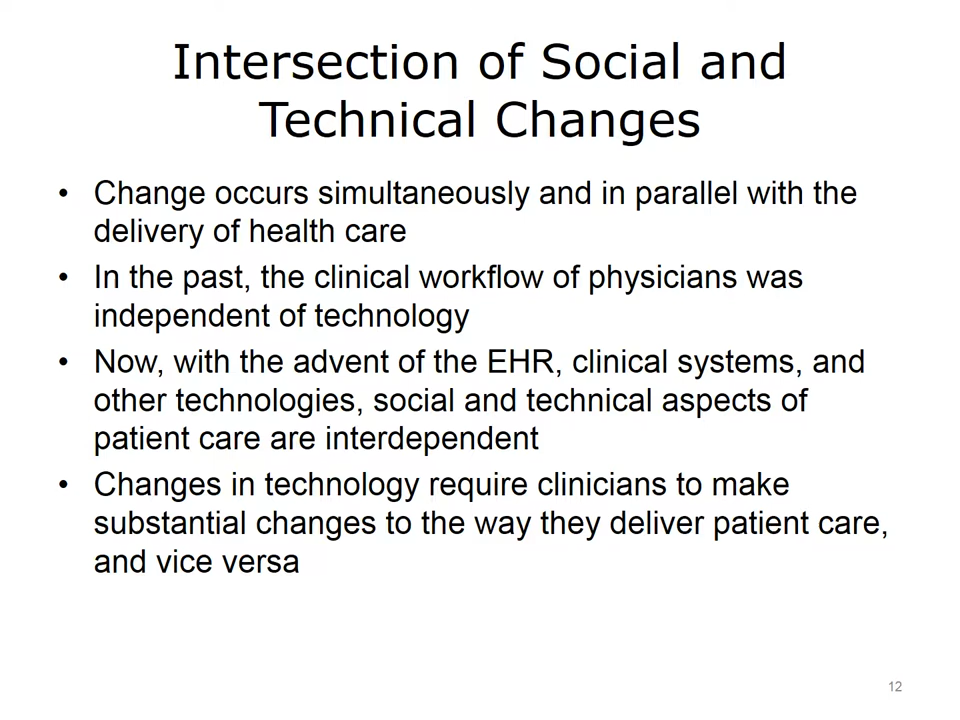 Intersection of Social and
Technical Changes
• Change occurs simultaneously and in parallel with the
delivery of health care
• In the past, the clinical workflow of physicians was
independent of technology
• Now, with the advent of the EHR, clinical systems, and
other technologies, social and technical aspects of
patient care are interdependent
• Changes in technology require clinicians to make
substantial changes to the way they deliver patient care,
and vice versa
12